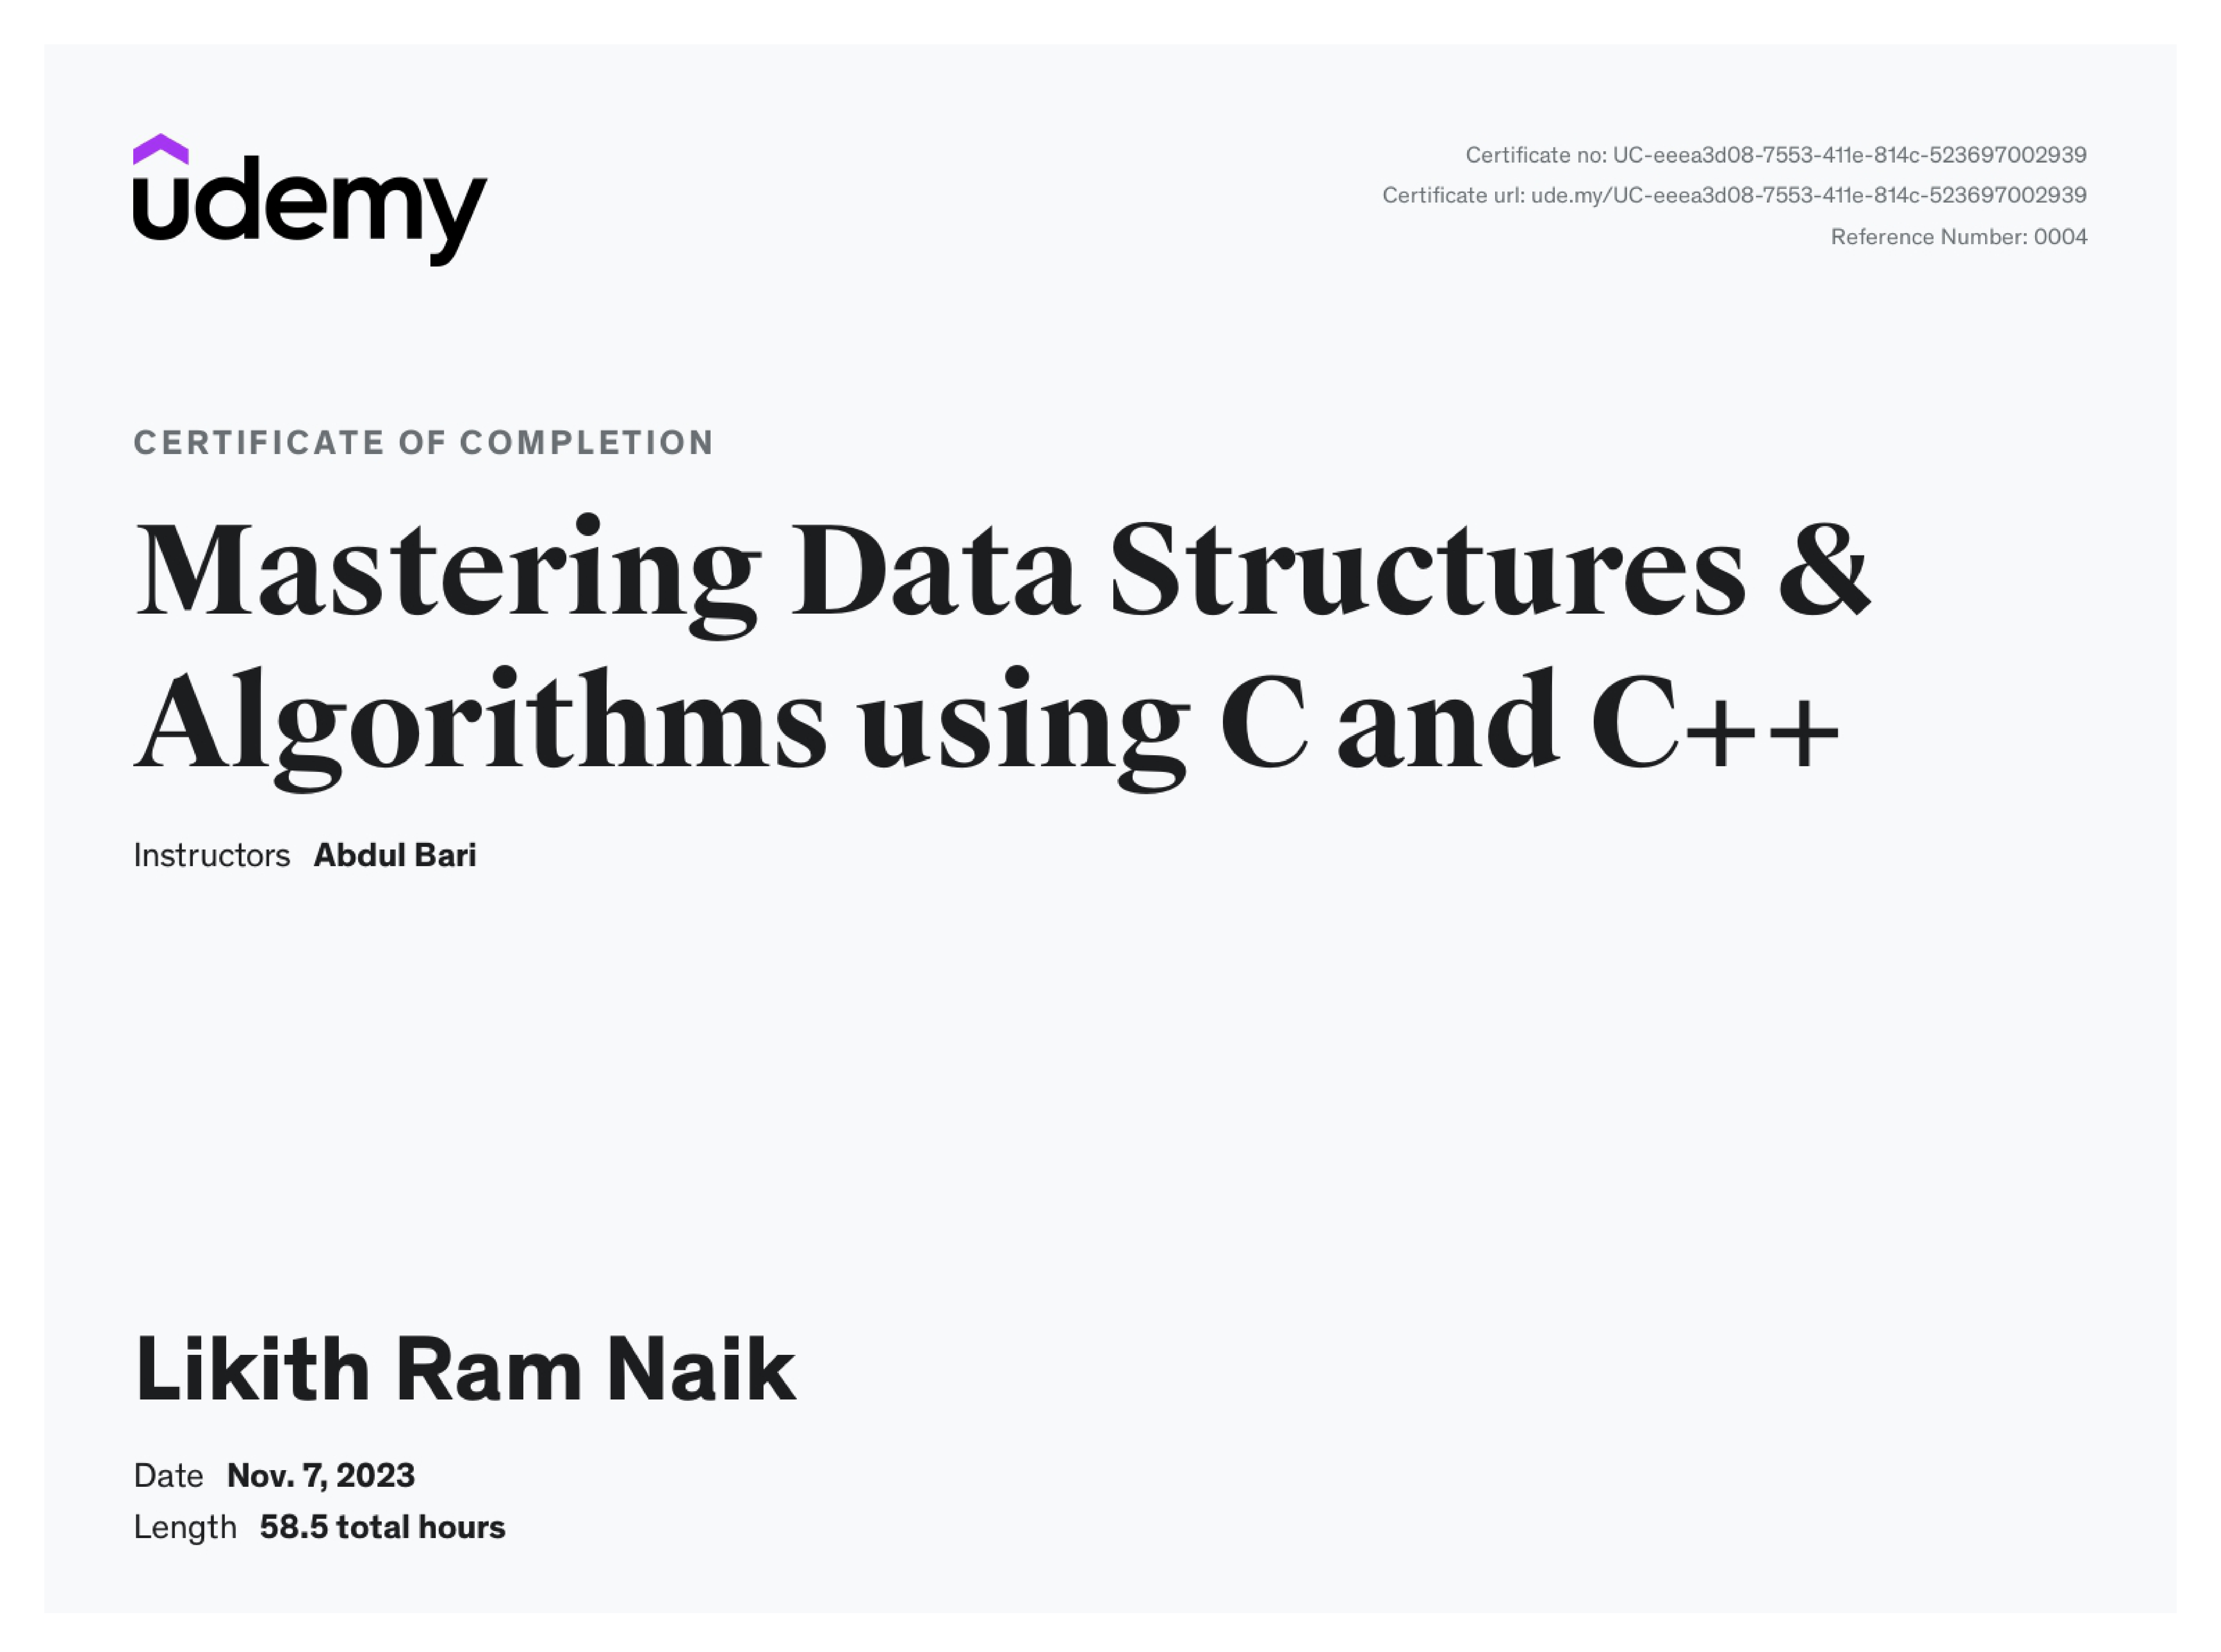 udemy
Certificate no: UC-eeea3d08-7553-411e-814c-523697002939
Certificate url: ude.my/UC-eeea3d08-7553-411e-814c-523697002939
Reference Number: 0004
CERTIFICATE OF COMPLETION
Mastering Data Structures &
Algorithms using C and C++
Instructors Abdul Bari
Likith Ram Naik
Date Nov. 7, 2023
Length 58.5 total hours